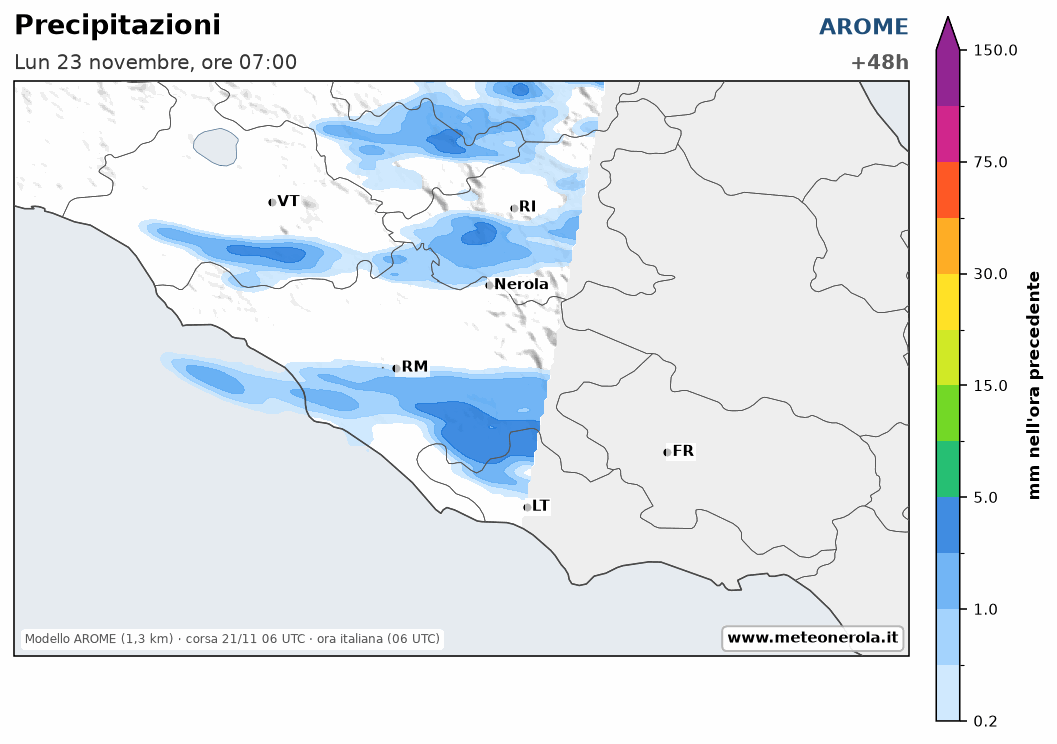 Precipitazioni
AROME
Lun 23 novembre, ore 07:00
+48h
150.0
75.0
30.0
15.0
5.0
1.0
0.2
mm nell'ora precedente
VT
RI
Nerola
RM
FR
LT
Modello AROME (1,3 km) · corsa 21/11 06 UTC · ora italiana (06 UTC)
www.meteonerola.it